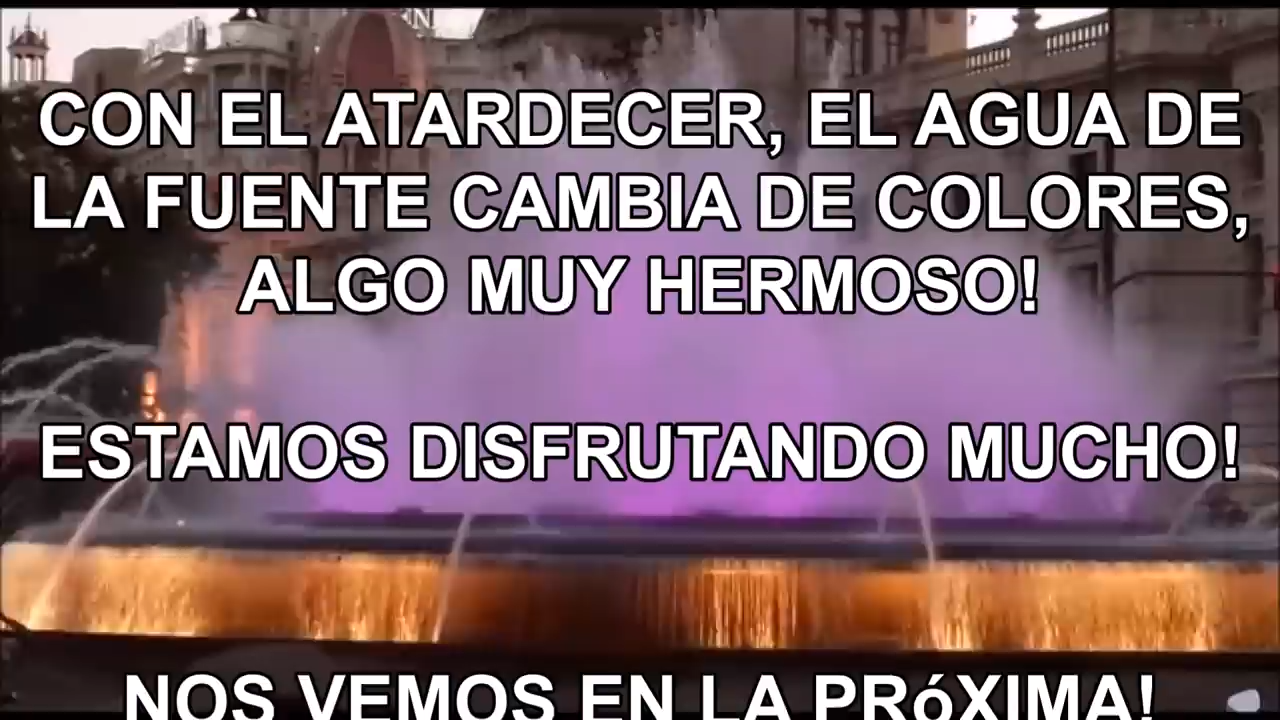 CON EL ATARDECER, EL AGUA DE
LA FUENTE CAMBIA DE COLORES,
ALGO MUY HERMOSO!
ESTAMOS DISFRUTANDO MUCHO!
NOS VEMOS EN LA PRóXIMA!